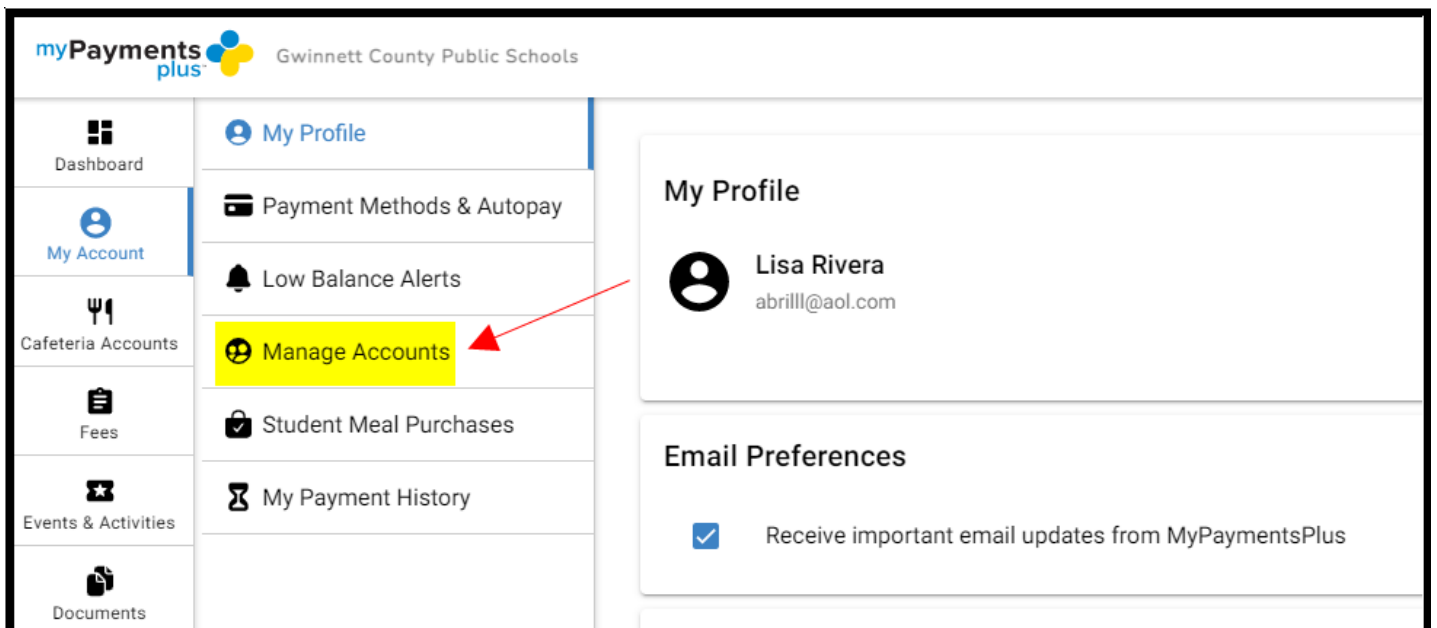 myPayments plus™
Gwinnett County Public Schools
Dashboard
My Account
Cafeteria Accounts
Fees
Events & Activities
Documents
My Profile
Payment Methods & Autopay
Low Balance Alerts
Manage Accounts
Student Meal Purchases
My Payment History
My Profile
Lisa Rivera
abrilll@aol.com
Email Preferences
Receive important email updates from MyPaymentsPlus